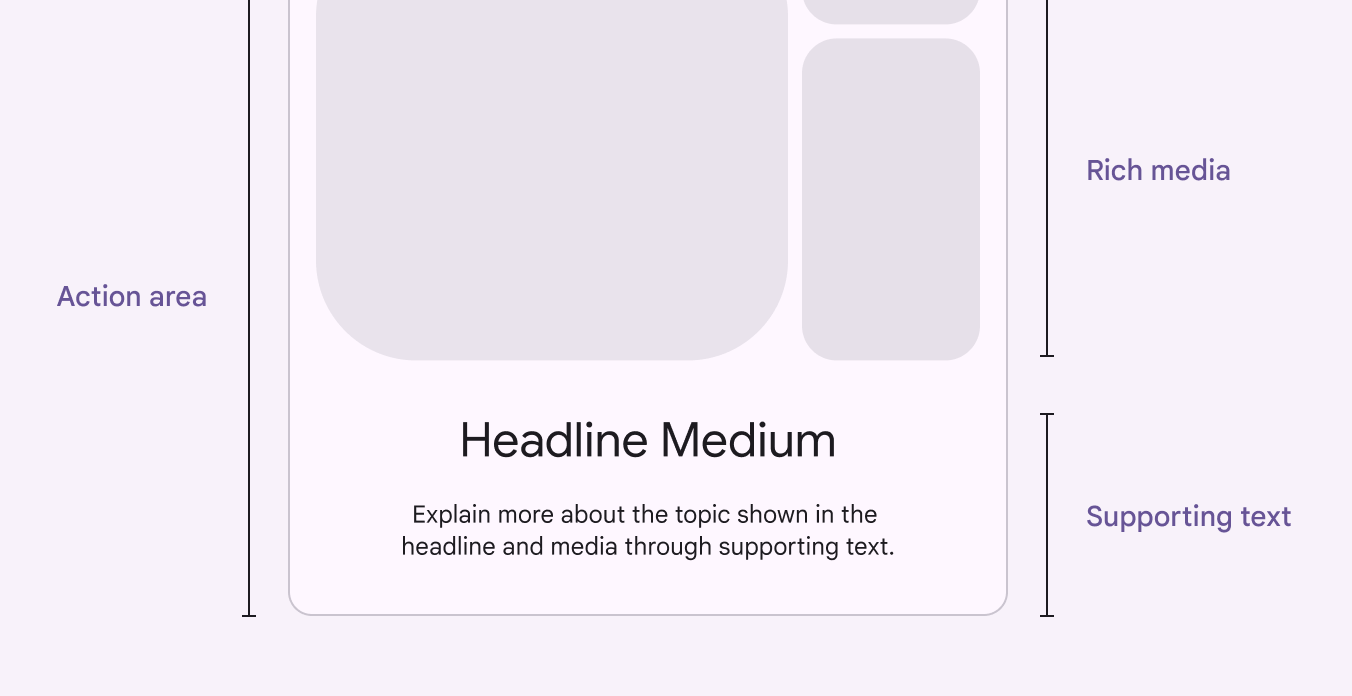 Rich media
Action area
Headline Medium
Explain more about the topic shown in the
headline and media through supporting text.
Supporting text